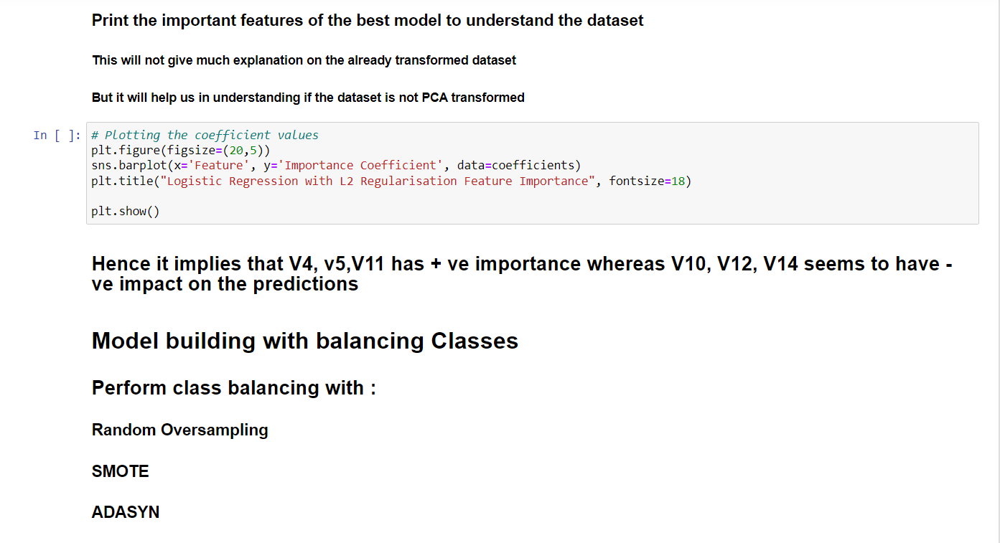 Print the important features of the best model to understand the dataset
This will not give much explanation on the already transformed dataset
But it will help us in understanding if the dataset is not PCA transformed
In [ ]: # Plotting the coefficient values
plt.figure(figsize=(20,5))
sns.barplot(x='Feature', y='Importance Coefficient', data=coefficients)
plt.title("Logistic Regression with L2 Regularisation Feature Importance", fontsize=18)
plt.show()
Hence it implies that V4, v5,V11 has + ve importance whereas V10, V12, V14 seems to have -
ve impact on the predictions
Model building with balancing Classes
Perform class balancing with :
Random Oversampling
SMOTE
ADASYN